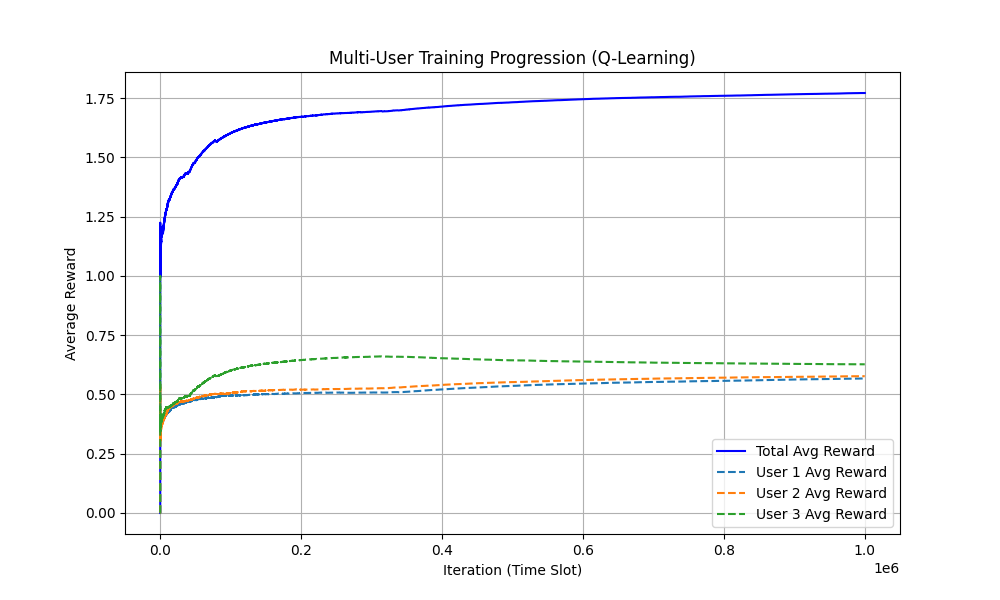 Multi-User Training Progression (Q-Learning)
Average Reward
1.75
1.50
1.25
1.00
0.75
0.50
0.25
0.00
Total Avg Reward
User 1 Avg Reward
User 2 Avg Reward
User 3 Avg Reward
0.0 0.2 0.4 0.6 0.8 1.0
1e6
Iteration (Time Slot)